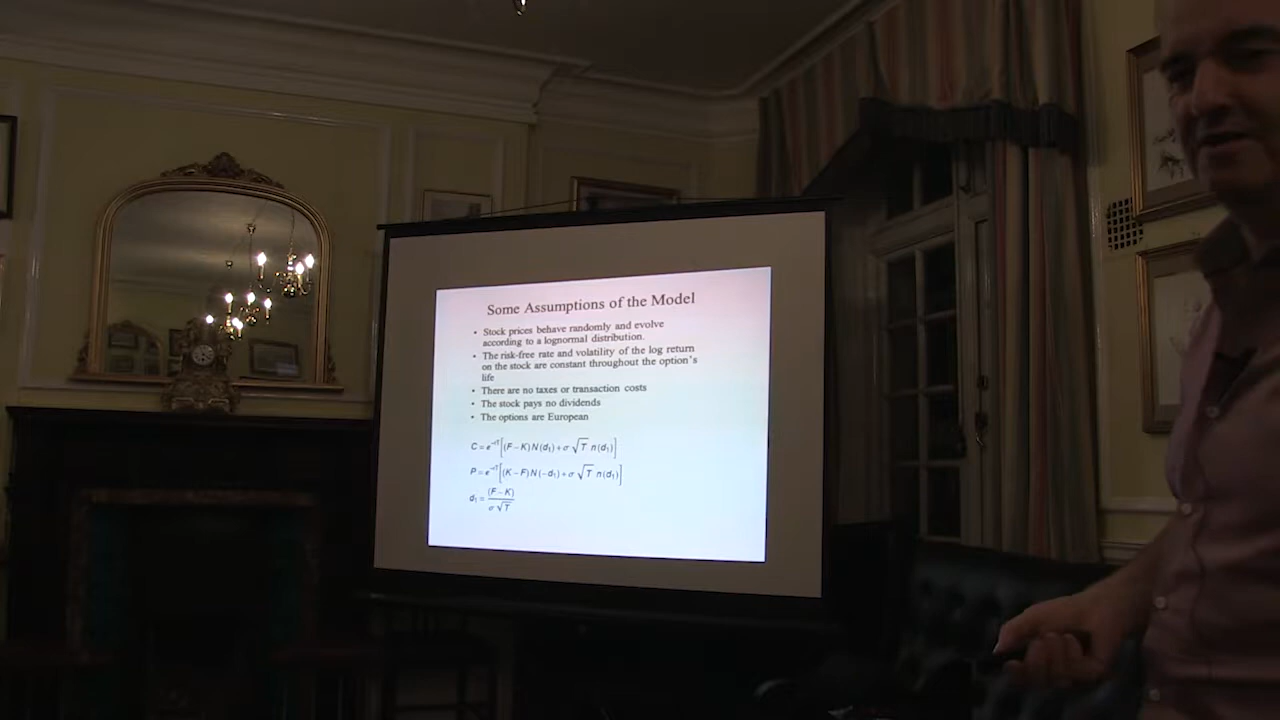 Some Assumptions of the Model
• Stock prices behave randomly and evolve
according to a lognormal distribution.
• The risk-free rate and volatility of the log return
on the stock are constant throughout the option's
life
• There are no taxes or transaction costs
• The stock pays no dividends
• The options are European
C = e^{-rT}[(F − K)N(d₁) + σ√T n(d₁)]
P = e^{-rT}[(K − F)N(−d₁) + σ√T n(d₁)]
d₁ = (F − K) / σ√T